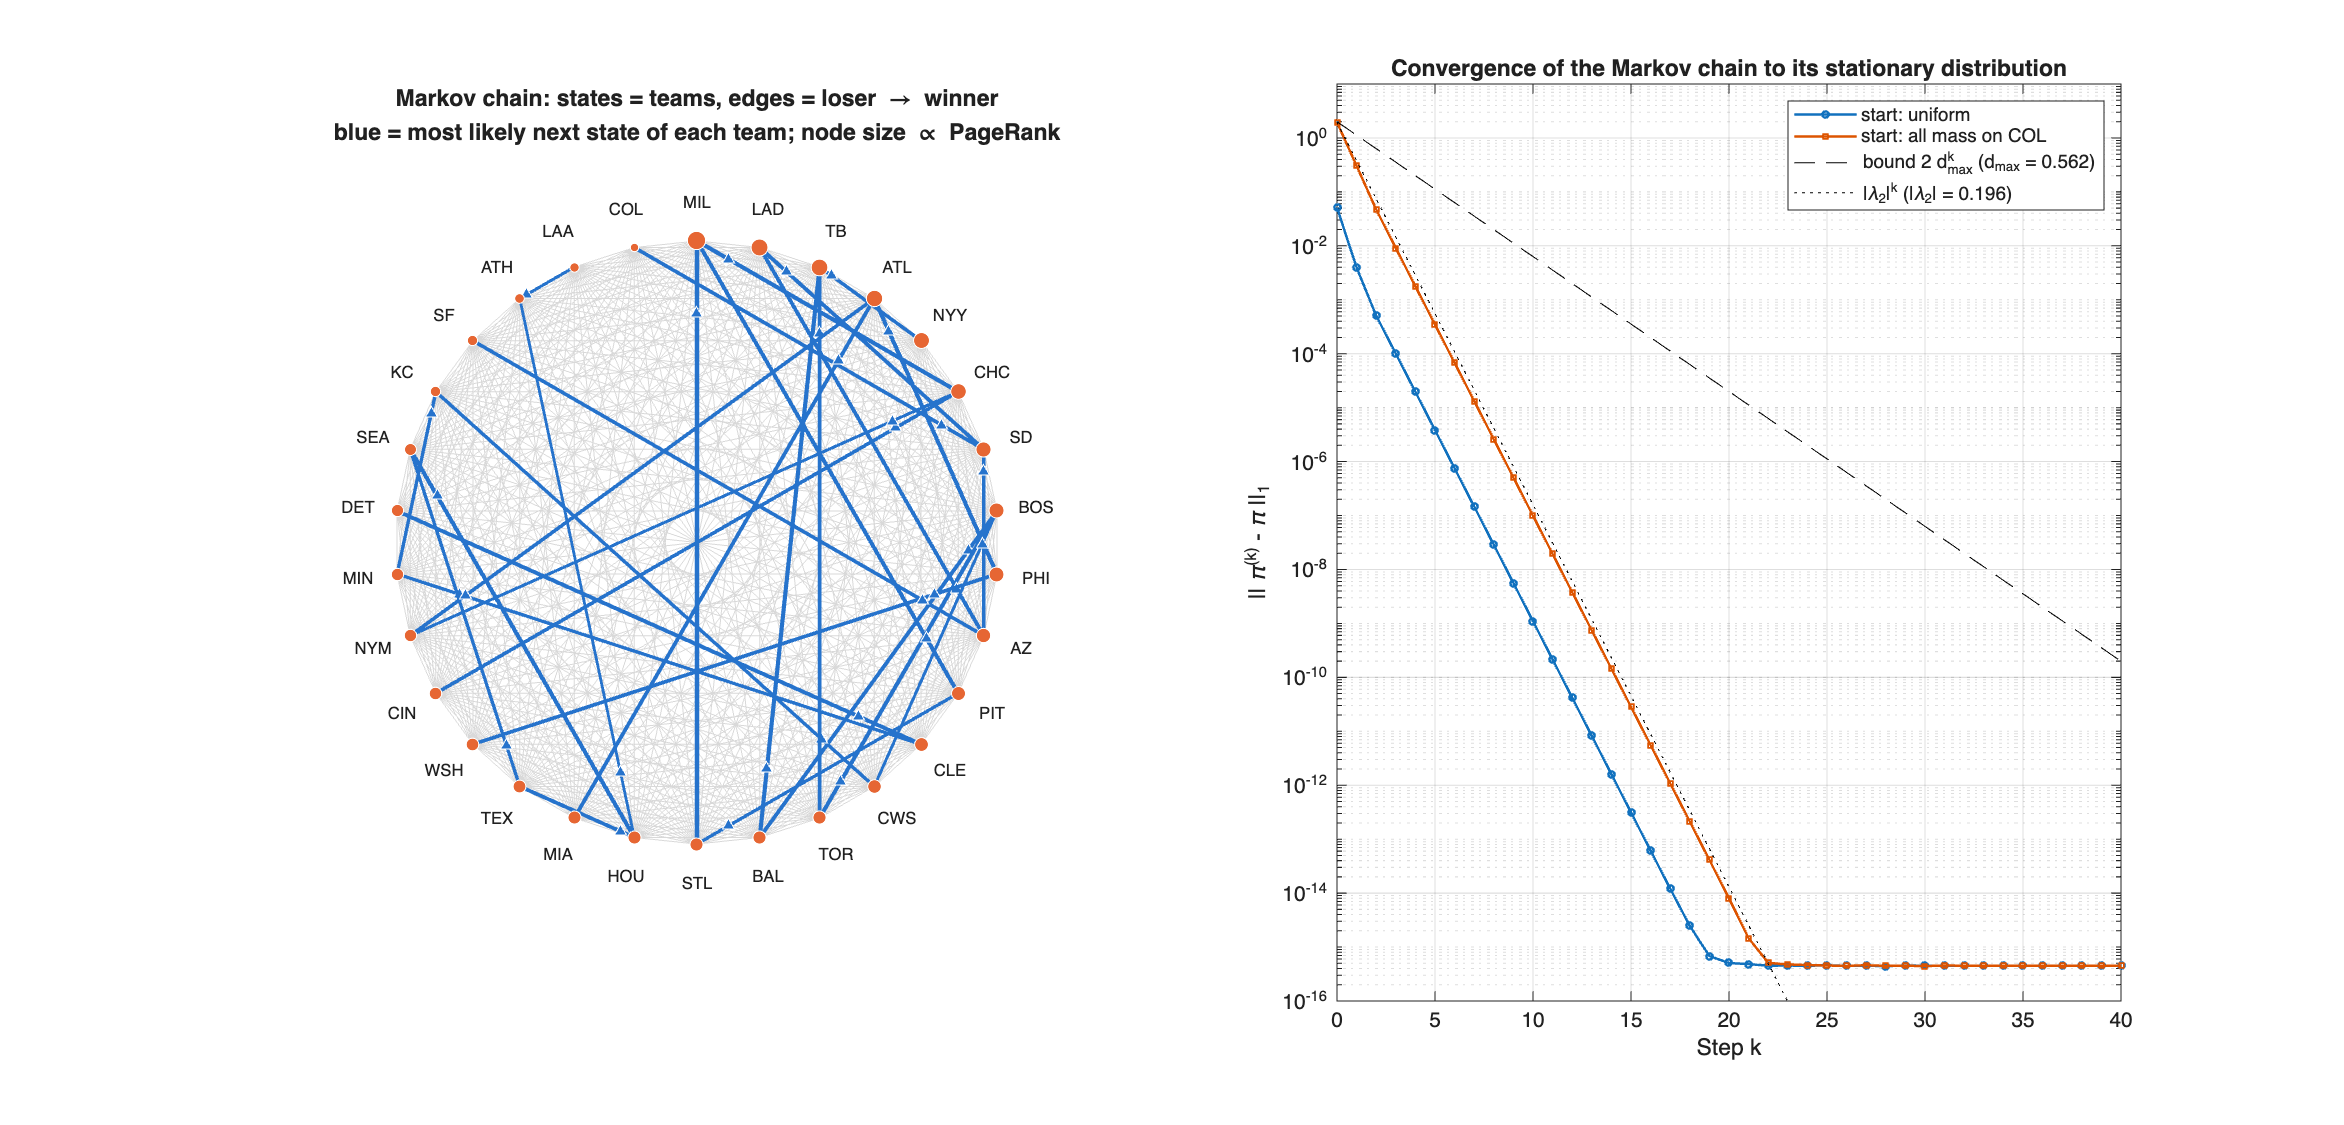 Markov chain: states = teams, edges = loser → winner
blue = most likely next state of each team; node size ∝ PageRank
MIL
LAD
TB
ATL
NYY
CHC
SD
BOS
PHI
AZ
PIT
CLE
CWS
TOR
BAL
STL
HOU
MIA
TEX
WSH
CIN
NYM
MIN
DET
SEA
KC
SF
ATH
LAA
COL
Convergence of the Markov chain to its stationary distribution
start: uniform
start: all mass on COL
bound 2 d^k_max (d_max = 0.562)
|λ₂|^k (|λ₂| = 0.196)
|| π^(k) - π ||₁
10^0
10^-2
10^-4
10^-6
10^-8
10^-10
10^-12
10^-14
10^-16
0 5 10 15 20 25 30 35 40
Step k